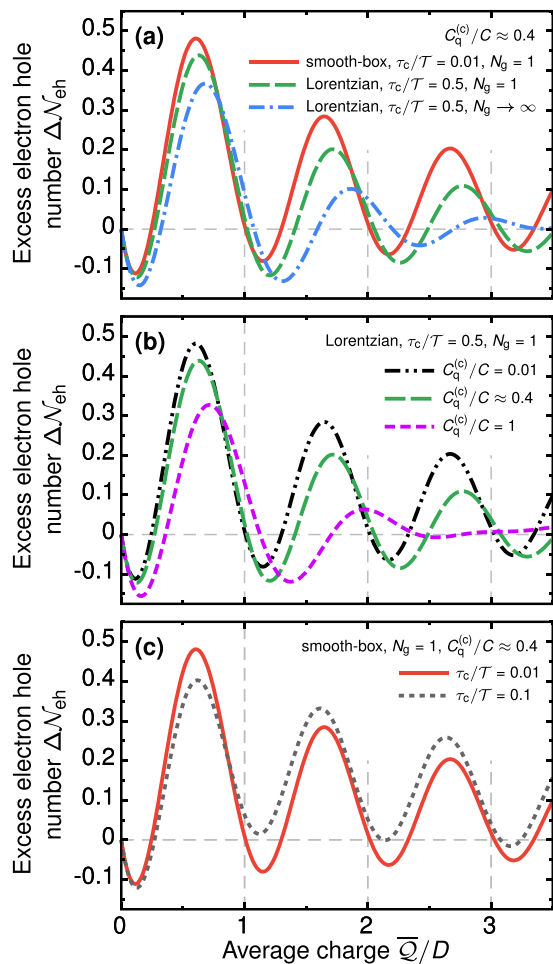 (a)
C_q^(c)/C ≈ 0.4
smooth-box, τ_c/𝒯 = 0.01, N_g = 1
Lorentzian, τ_c/𝒯 = 0.5, N_g = 1
Lorentzian, τ_c/𝒯 = 0.5, N_g → ∞
Excess electron hole
number Δ𝒩_eh
0.5
0.4
0.3
0.2
0.1
0
-0.1
(b)
Lorentzian, τ_c/𝒯 = 0.5, N_g = 1
C_q^(c)/C = 0.01
C_q^(c)/C ≈ 0.4
C_q^(c)/C = 1
Excess electron hole
number Δ𝒩_eh
0.5
0.4
0.3
0.2
0.1
0
-0.1
(c)
smooth-box, N_g = 1, C_q^(c)/C ≈ 0.4
τ_c/𝒯 = 0.01
τ_c/𝒯 = 0.1
Excess electron hole
number Δ𝒩_eh
0.5
0.4
0.3
0.2
0.1
0
-0.1
0 1 2 3
Average charge 𝒬̅/D